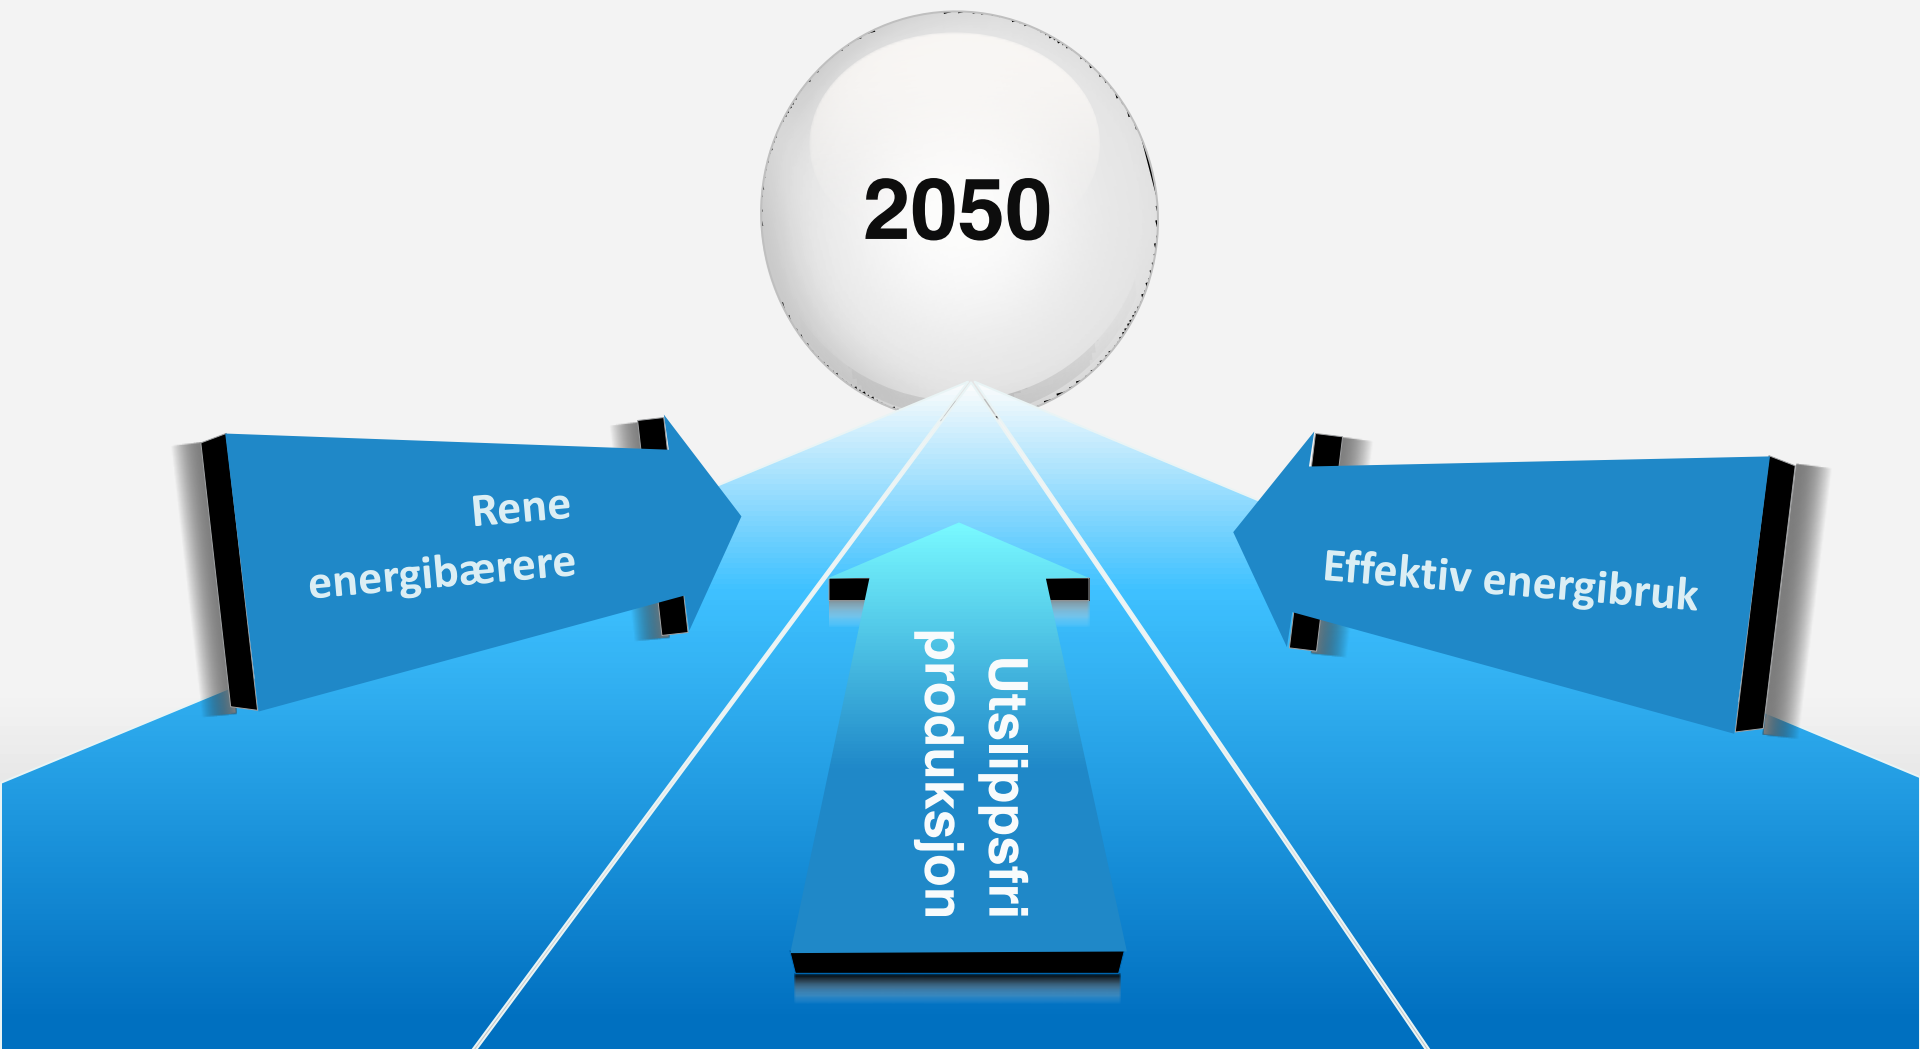 2050
Rene
energibærere
Effektiv energibruk
Utslippsfri
produksjon